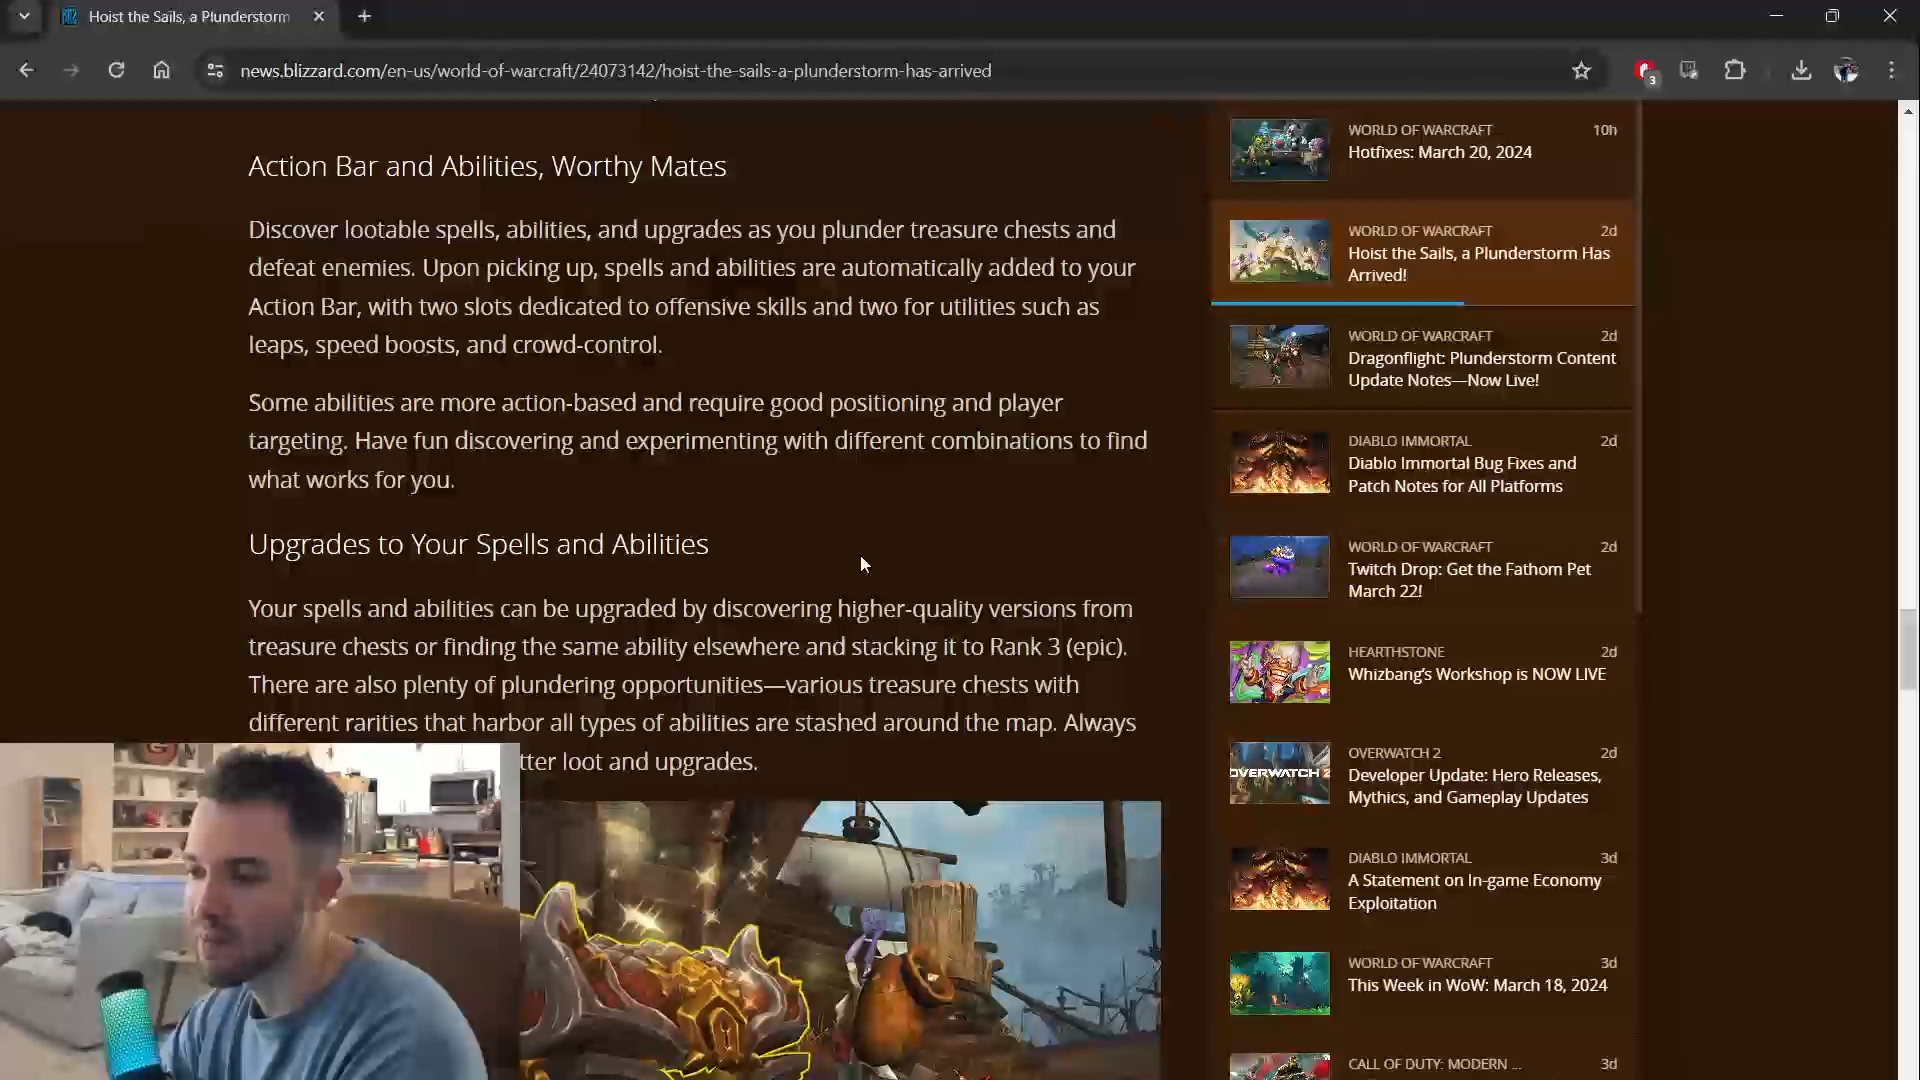 Hoist the Sails, a Plunderstorm
news.blizzard.com/en-us/world-of-warcraft/24073142/hoist-the-sails-a-plunderstorm-has-arrived
3
Action Bar and Abilities, Worthy Mates
Discover lootable spells, abilities, and upgrades as you plunder treasure chests and
defeat enemies. Upon picking up, spells and abilities are automatically added to your
Action Bar, with two slots dedicated to offensive skills and two for utilities such as
leaps, speed boosts, and crowd-control.
Some abilities are more action-based and require good positioning and player
targeting. Have fun discovering and experimenting with different combinations to find
what works for you.
Upgrades to Your Spells and Abilities
Your spells and abilities can be upgraded by discovering higher-quality versions from
treasure chests or finding the same ability elsewhere and stacking it to Rank 3 (epic).
There are also plenty of plundering opportunities—various treasure chests with
different rarities that harbor all types of abilities are stashed around the map. Always
tter loot and upgrades.
WORLD OF WARCRAFT 10h
Hotfixes: March 20, 2024
WORLD OF WARCRAFT 2d
Hoist the Sails, a Plunderstorm Has
Arrived!
WORLD OF WARCRAFT 2d
Dragonflight: Plunderstorm Content
Update Notes—Now Live!
DIABLO IMMORTAL 2d
Diablo Immortal Bug Fixes and
Patch Notes for All Platforms
WORLD OF WARCRAFT 2d
Twitch Drop: Get the Fathom Pet
March 22!
HEARTHSTONE 2d
Whizbang's Workshop is NOW LIVE
OVERWATCH 2 2d
OVERWATCH 2
Developer Update: Hero Releases,
Mythics, and Gameplay Updates
DIABLO IMMORTAL 3d
A Statement on In-game Economy
Exploitation
WORLD OF WARCRAFT 3d
This Week in WoW: March 18, 2024
CALL OF DUTY: MODERN ... 3d